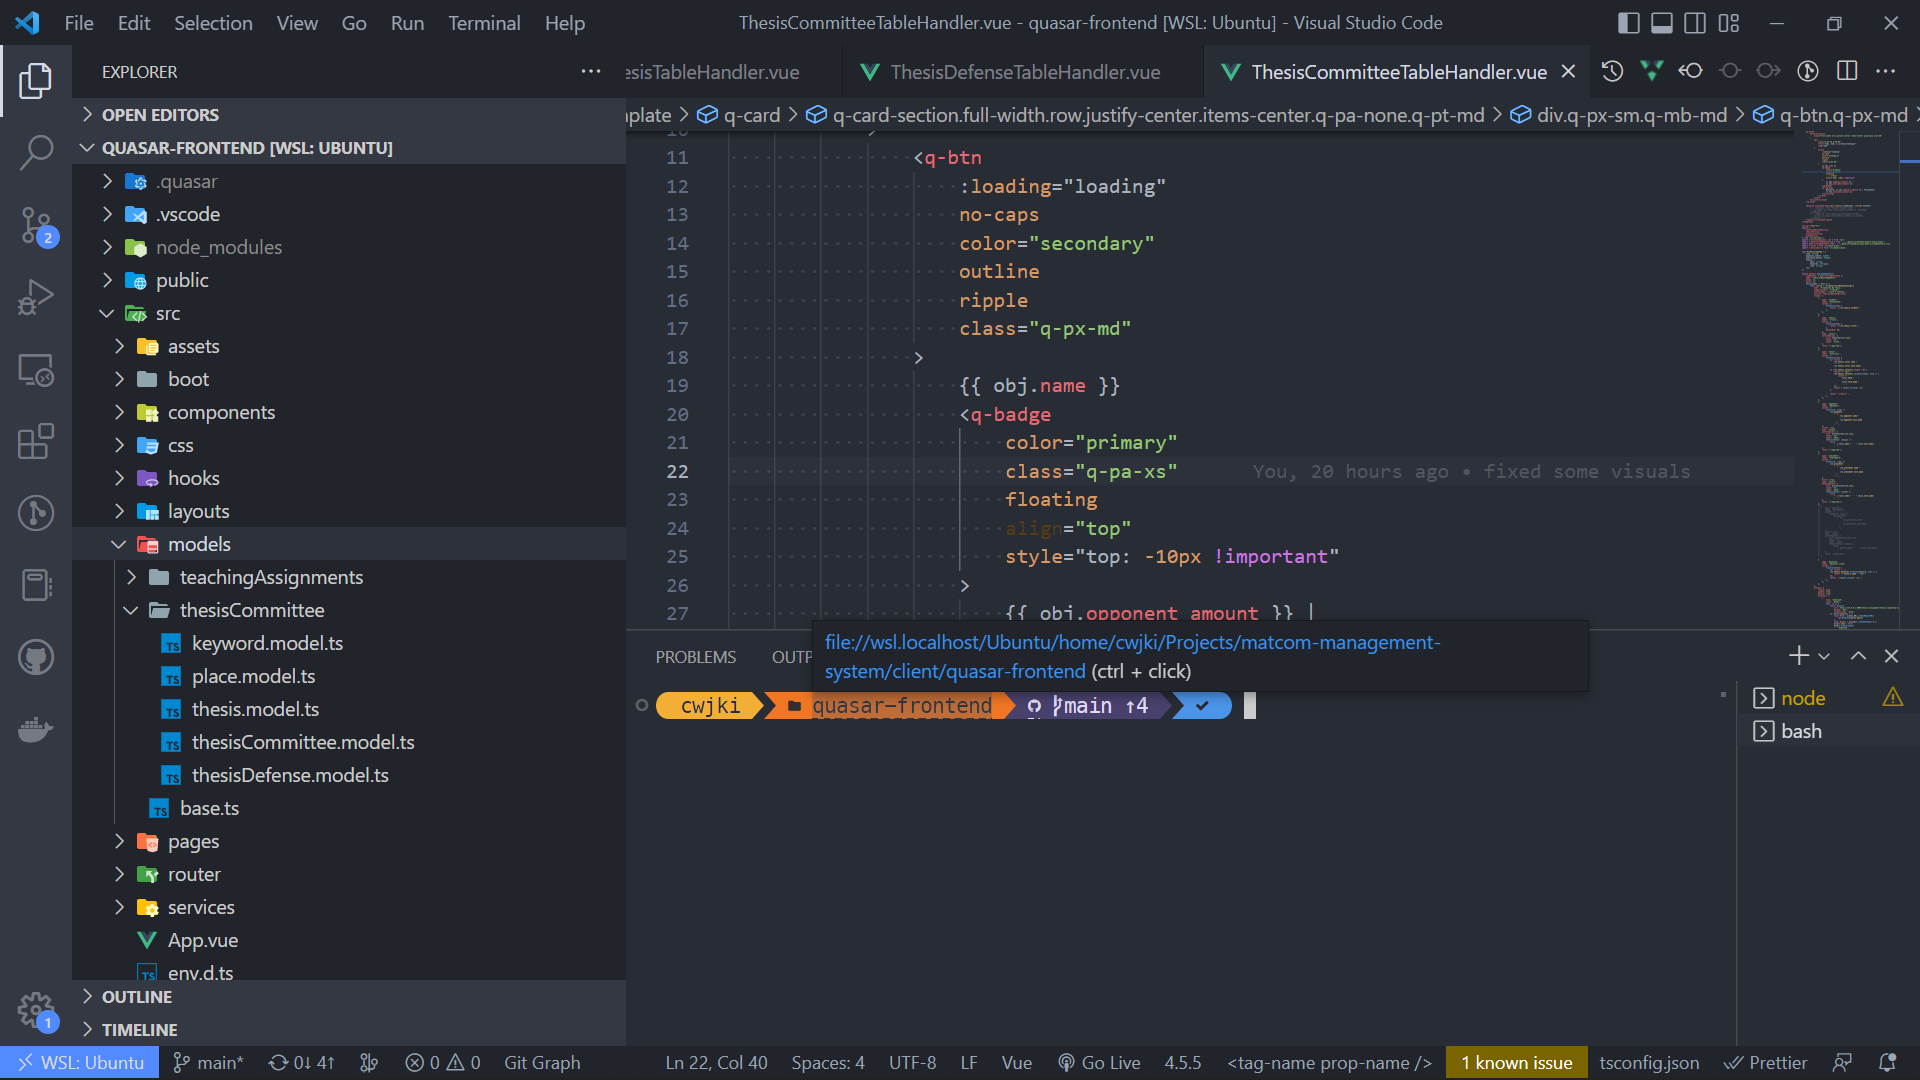 File Edit Selection View Go Run Terminal Help
ThesisCommitteeTableHandler.vue - quasar-frontend [WSL: Ubuntu] - Visual Studio Code
EXPLORER
esisTableHandler.vue
ThesisDefenseTableHandler.vue
ThesisCommitteeTableHandler.vue
OPEN EDITORS
QUASAR-FRONTEND [WSL: UBUNTU]
.quasar
.vscode
node_modules
public
src
assets
boot
components
css
hooks
layouts
models
teachingAssignments
thesisCommittee
keyword.model.ts
place.model.ts
thesis.model.ts
thesisCommittee.model.ts
thesisDefense.model.ts
base.ts
pages
router
services
App.vue
env.d.ts
OUTLINE
TIMELINE
2
1
nplate > q-card > q-card-section.full-width.row.justify-center.items-center.q-pa-none.q-pt-md > div.q-px-sm.q-mb-md > q-btn.q-px-md >
10 >
11 <q-btn
12 :loading="loading"
13 no-caps
14 color="secondary"
15 outline
16 ripple
17 class="q-px-md"
18 >
19 {{ obj.name }}
20 <q-badge
21 color="primary"
22 class="q-pa-xs" You, 20 hours ago • fixed some visuals
23 floating
24 align="top"
25 style="top: -10px !important"
26 >
27 {{ obj.opponent_amount }} |
PROBLEMS OUTP
file://wsl.localhost/Ubuntu/home/cwjki/Projects/matcom-management-
system/client/quasar-frontend (ctrl + click)
cwjki quasar-frontend main ↑4 ✓
node
bash
WSL: Ubuntu main* 0↓ 4↑ 0 0 Git Graph Ln 22, Col 40 Spaces: 4 UTF-8 LF Vue Go Live 4.5.5 <tag-name prop-name /> 1 known issue tsconfig.json Prettier